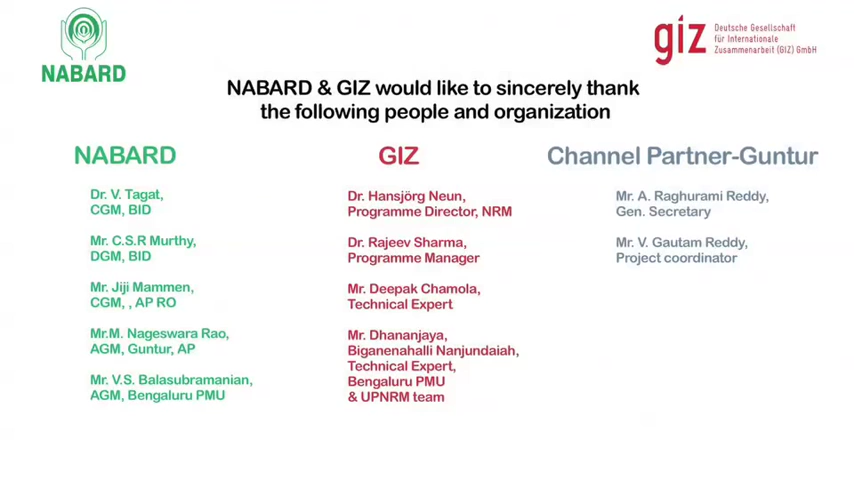 NABARD
giz
Deutsche Gesellschaft
für Internationale
Zusammenarbeit (GIZ) GmbH
NABARD & GIZ would like to sincerely thank
the following people and organization
NABARD
Dr. V. Tagat,
CGM, BID
Mr. C.S.R Murthy,
DGM, BID
Mr. Jiji Mammen,
CGM, , AP RO
Mr.M. Nageswara Rao,
AGM, Guntur, AP
Mr. V.S. Balasubramanian,
AGM, Bengaluru PMU
GIZ
Dr. Hansjörg Neun,
Programme Director, NRM
Dr. Rajeev Sharma,
Programme Manager
Mr. Deepak Chamola,
Technical Expert
Mr. Dhananjaya,
Biganenahalli Nanjundaiah,
Technical Expert,
Bengaluru PMU
& UPNRM team
Channel Partner-Guntur
Mr. A. Raghurami Reddy,
Gen. Secretary
Mr. V. Gautam Reddy,
Project coordinator